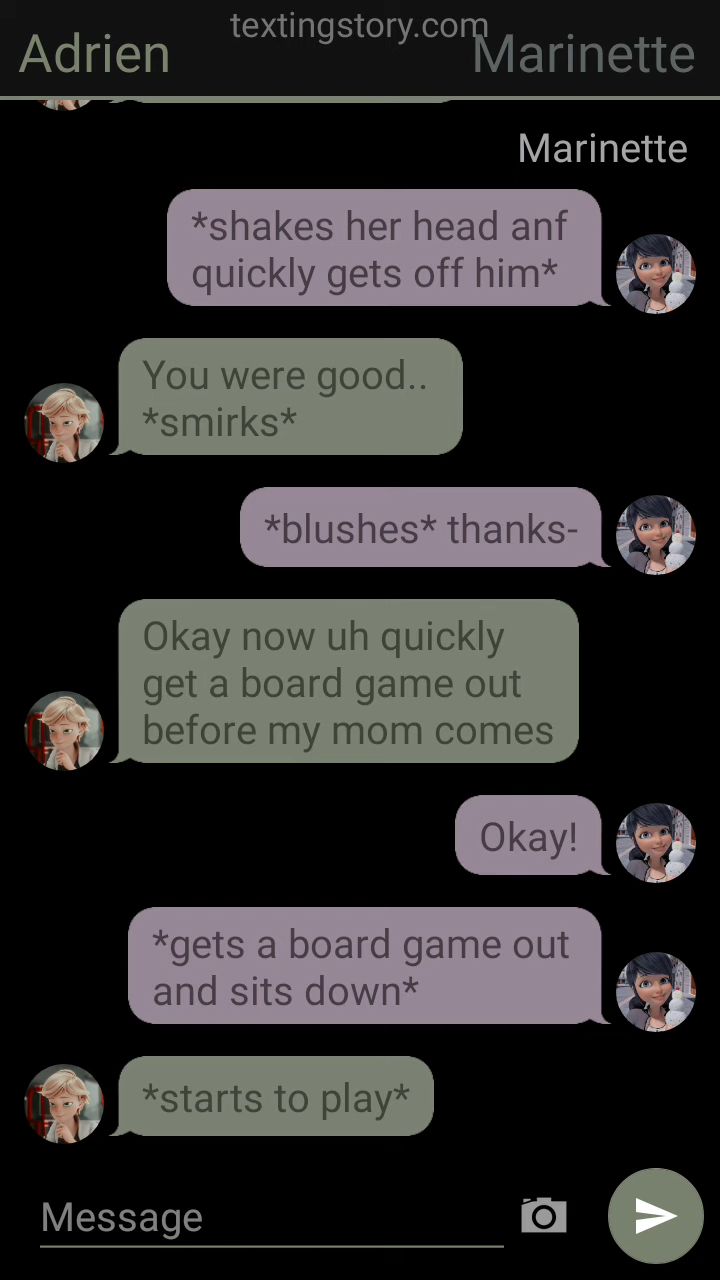 textingstory.com
Adrien
Marinette
Marinette
*shakes her head anf
quickly gets off him*
You were good..
*smirks*
*blushes* thanks-
Okay now uh quickly
get a board game out
before my mom comes
Okay!
*gets a board game out
and sits down*
*starts to play*
Message